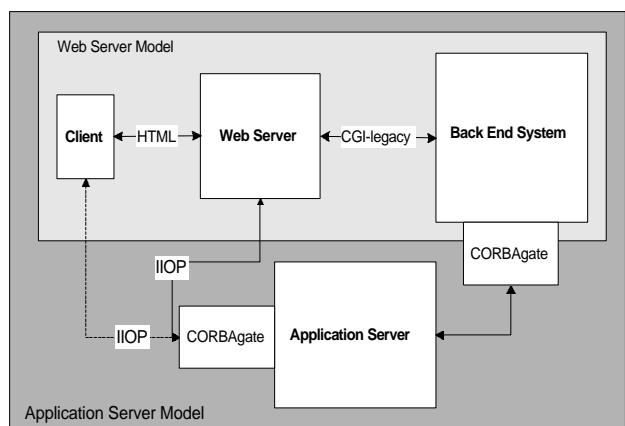 Web Server Model
Client
HTML
Web Server
CGI-legacy
Back End System
CORBAgate
IIOP
IIOP
CORBAgate
Application Server
Application Server Model